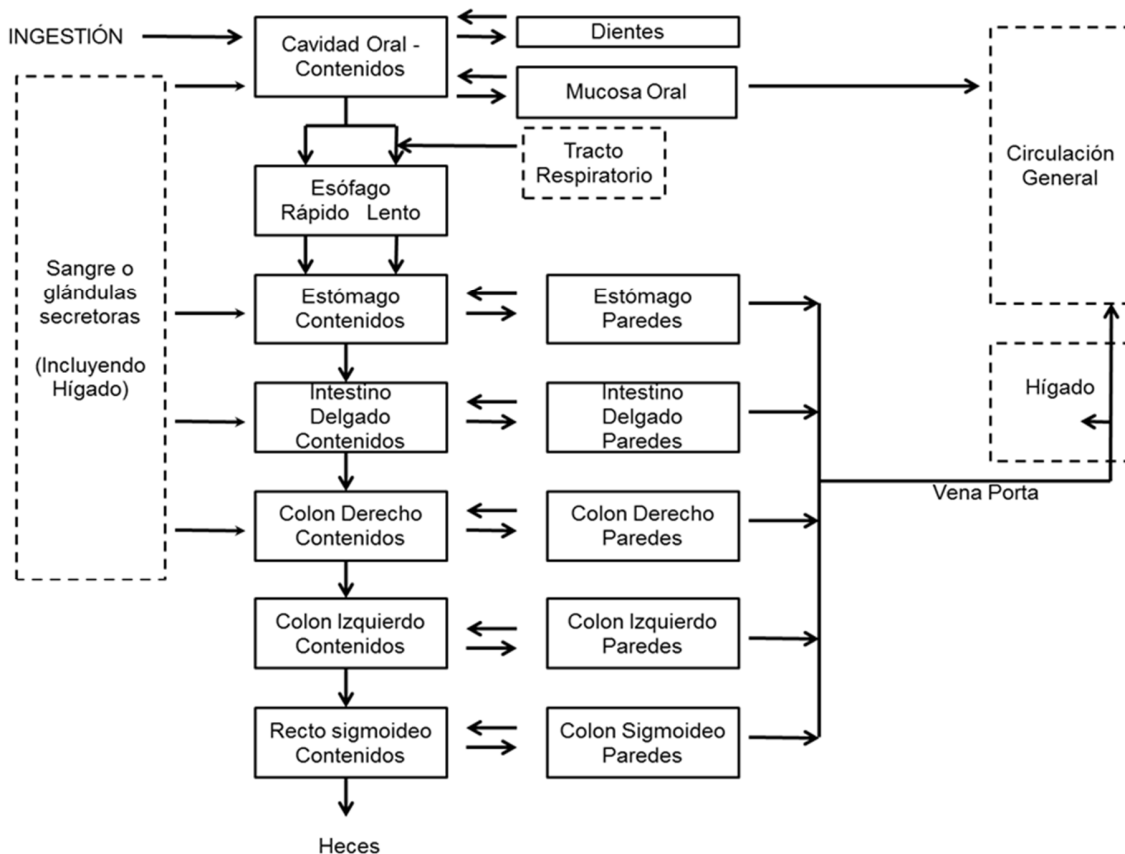 INGESTIÓN
Cavidad Oral -
Contenidos
Dientes
Mucosa Oral
Tracto
Respiratorio
Circulación
General
Esófago
Rápido Lento
Sangre o
glándulas
secretoras
(Incluyendo
Hígado)
Estómago
Contenidos
Estómago
Paredes
Hígado
Intestino
Delgado
Contenidos
Intestino
Delgado
Paredes
Vena Porta
Colon Derecho
Contenidos
Colon Derecho
Paredes
Colon Izquierdo
Contenidos
Colon Izquierdo
Paredes
Recto sigmoideo
Contenidos
Colon Sigmoideo
Paredes
Heces